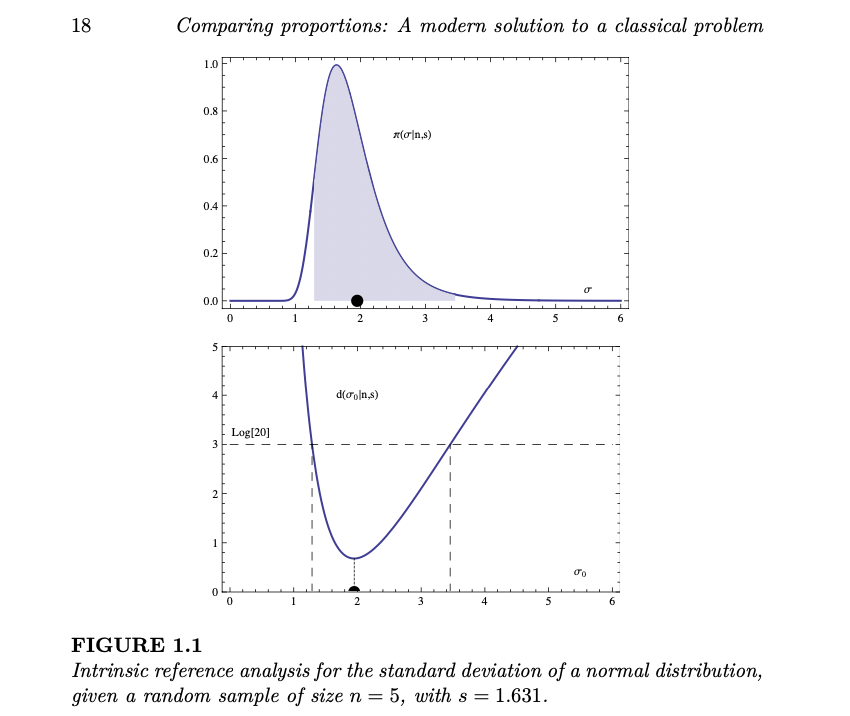 18 Comparing proportions: A modern solution to a classical problem
1.0
0.8
π(σ|n,s)
0.6
0.4
0.2
σ
0.0
0 1 2 3 4 5 6
5
4
d(σ₀|n,s)
Log[20]
3
2
1
σ₀
0
0 1 2 3 4 5 6
FIGURE 1.1
Intrinsic reference analysis for the standard deviation of a normal distribution,
given a random sample of size n = 5, with s = 1.631.